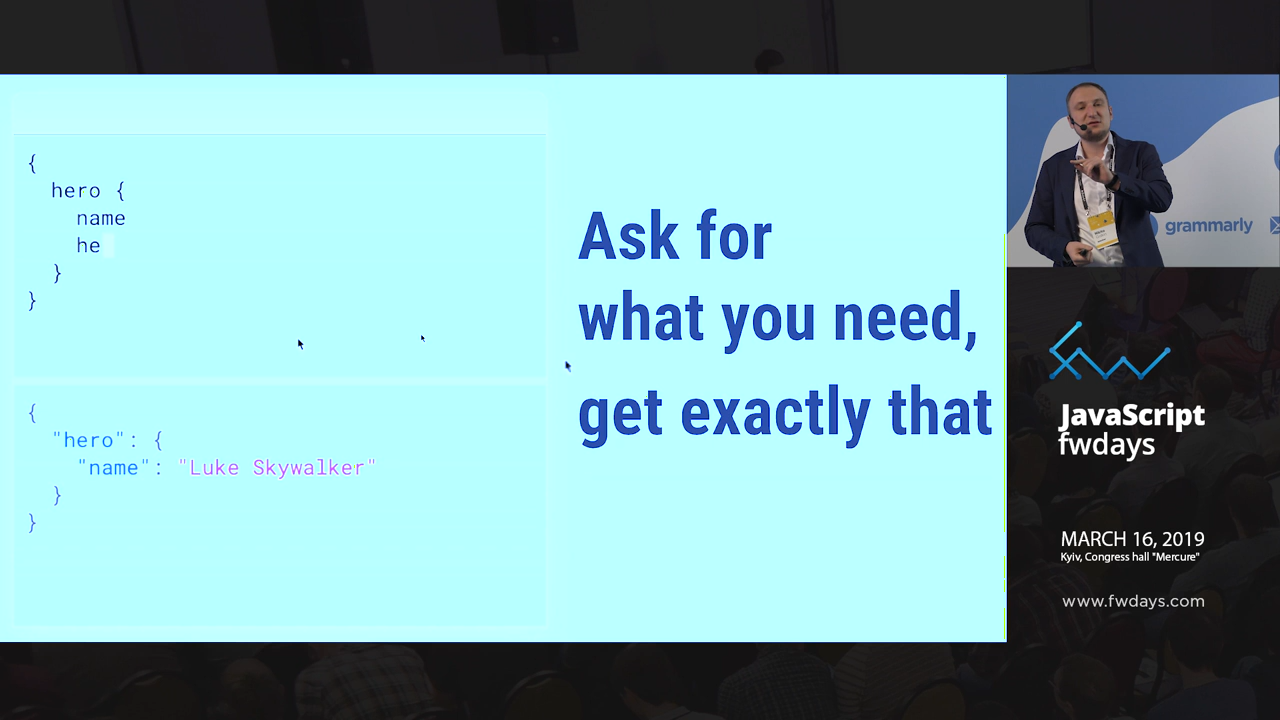 {
  hero {
    name
    he
  }
}
{
  "hero": {
    "name": "Luke Skywalker"
  }
}
Ask for
what you need,
get exactly that
grammarly
JavaScript
fwdays
MARCH 16, 2019
Kyiv, Congress hall "Mercure"
www.fwdays.com